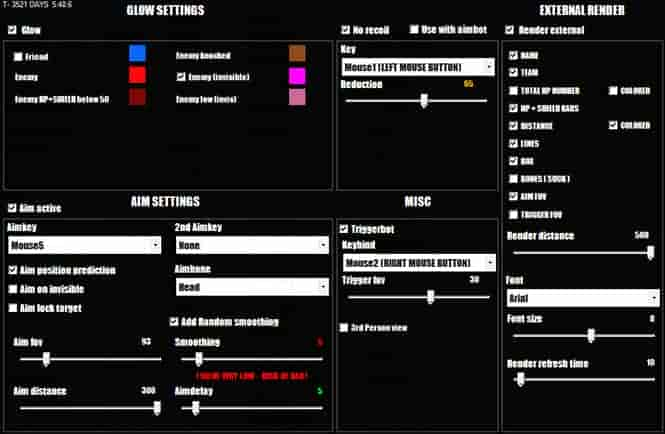 T- 3521 DAYS 5:40:6
GLOW SETTINGS
Glow
Friend
Enemy knocked
Enemy
Enemy (invisible)
Enemy HP+SHIELD below 50
Enemy low (invis)
No recoil
Use with aimbot
Key
Mouse1 (LEFT MOUSE BUTTON)
Reduction
65
EXTERNAL RENDER
Render external
NAME
TEAM
TOTAL HP NUMBER
COLORED
HP + SHIELD BARS
DISTANCE
COLORED
LINES
BOX
BONES ( SOON )
AIM FOV
TRIGGER FOV
Render distance
500
Font
Arial
Font size
8
Render refresh time
10
AIM SETTINGS
Aim active
Aimkey
2nd Aimkey
Mouse5
None
Aim position prediction
Aimbone
Aim on invisible
Head
Aim lock target
Add Random smoothing
Aim fov
93
Smoothing
VERY LOW - RISK OF BAN!
Aim distance
300
Aimdelay
5
MISC
Triggerbot
Keybind
Mouse2 (RIGHT MOUSE BUTTON)
Trigger fov
30
3rd Person view